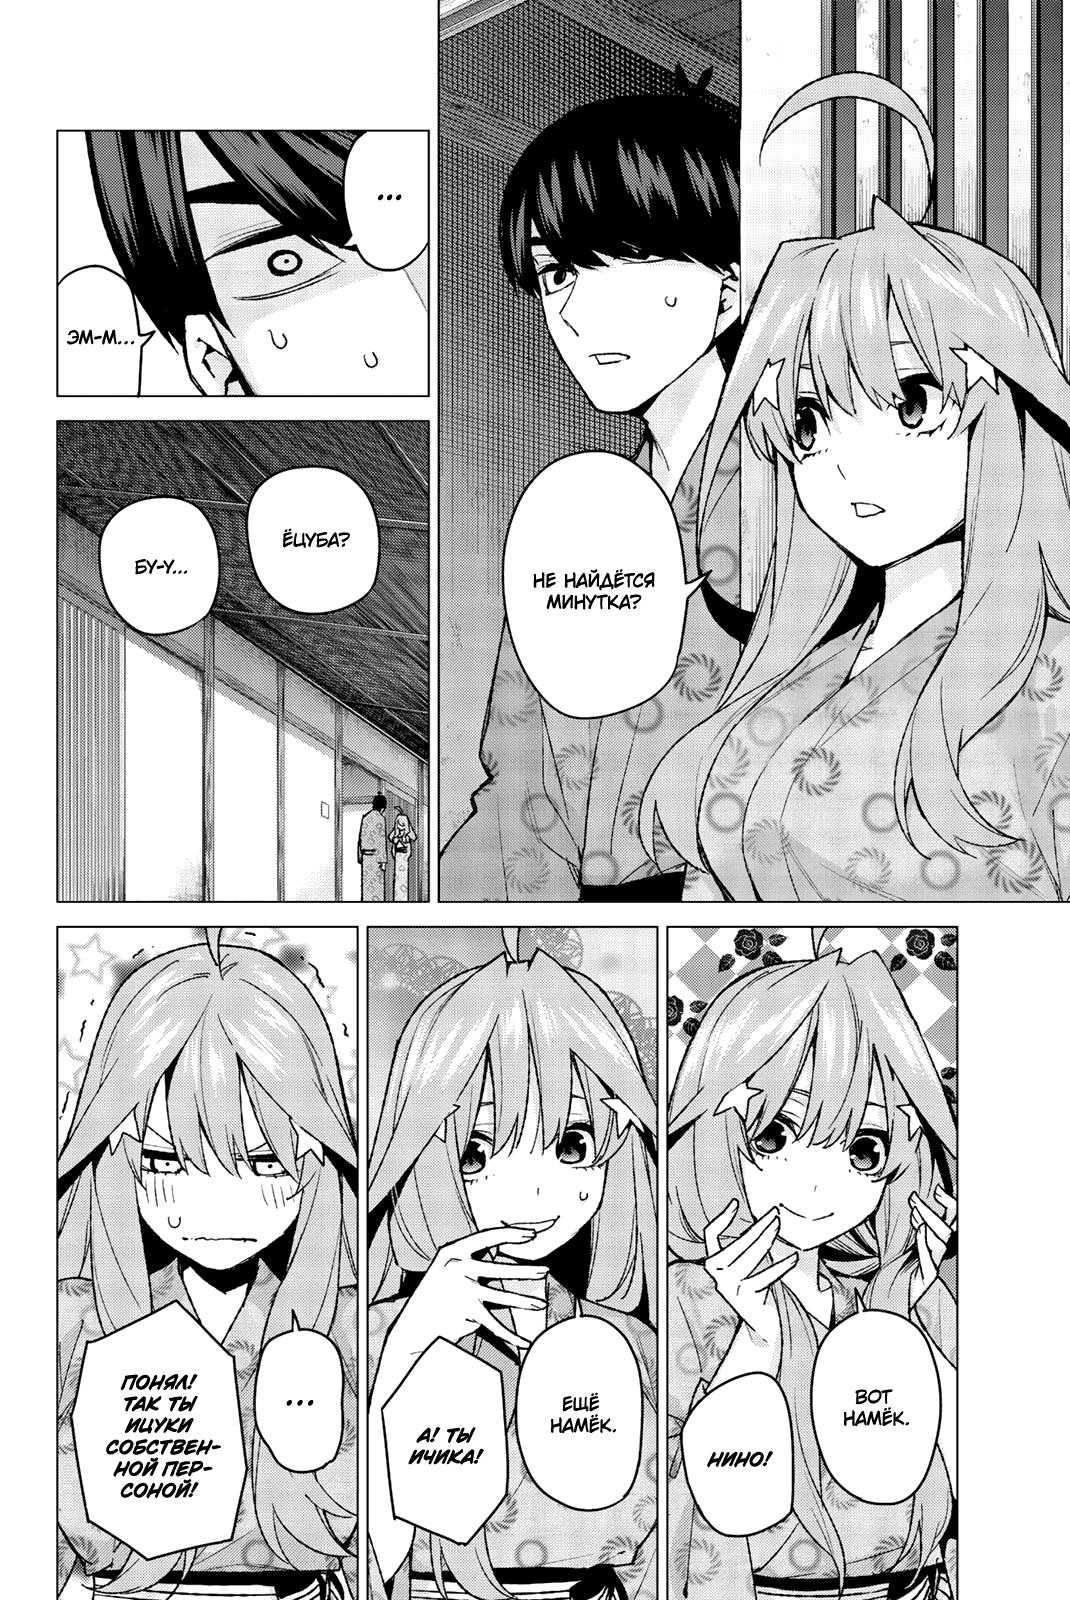 НЕ НАЙДЁТСЯ
МИНУТКА?
...
ЭМ-М...
ЁЦУБА?
БУ-У...
ВОТ
НАМЁК.
НИНО!
ЕЩЁ
НАМЁК.
А! ТЫ
ИЧИКА!
...
ПОНЯЛ!
ТАК ТЫ
ИЦУКИ
СОБСТВЕН-
НОЙ ПЕР-
СОНОЙ!